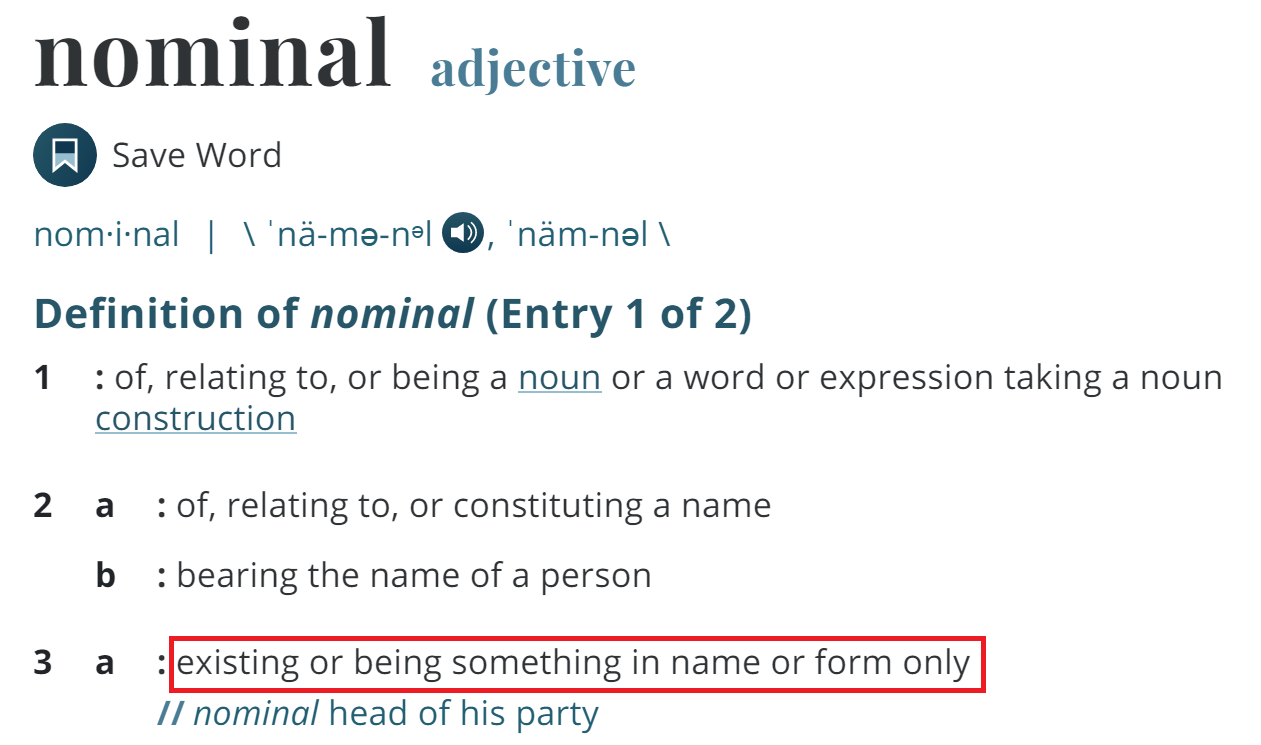 nominal adjective
Save Word
nom·i·nal | \ ˈnä-mə-nᵊl , ˈnäm-nəl \
Definition of nominal (Entry 1 of 2)
1 : of, relating to, or being a noun or a word or expression taking a noun
construction
2 a : of, relating to, or constituting a name
b : bearing the name of a person
3 a : existing or being something in name or form only
// nominal head of his party